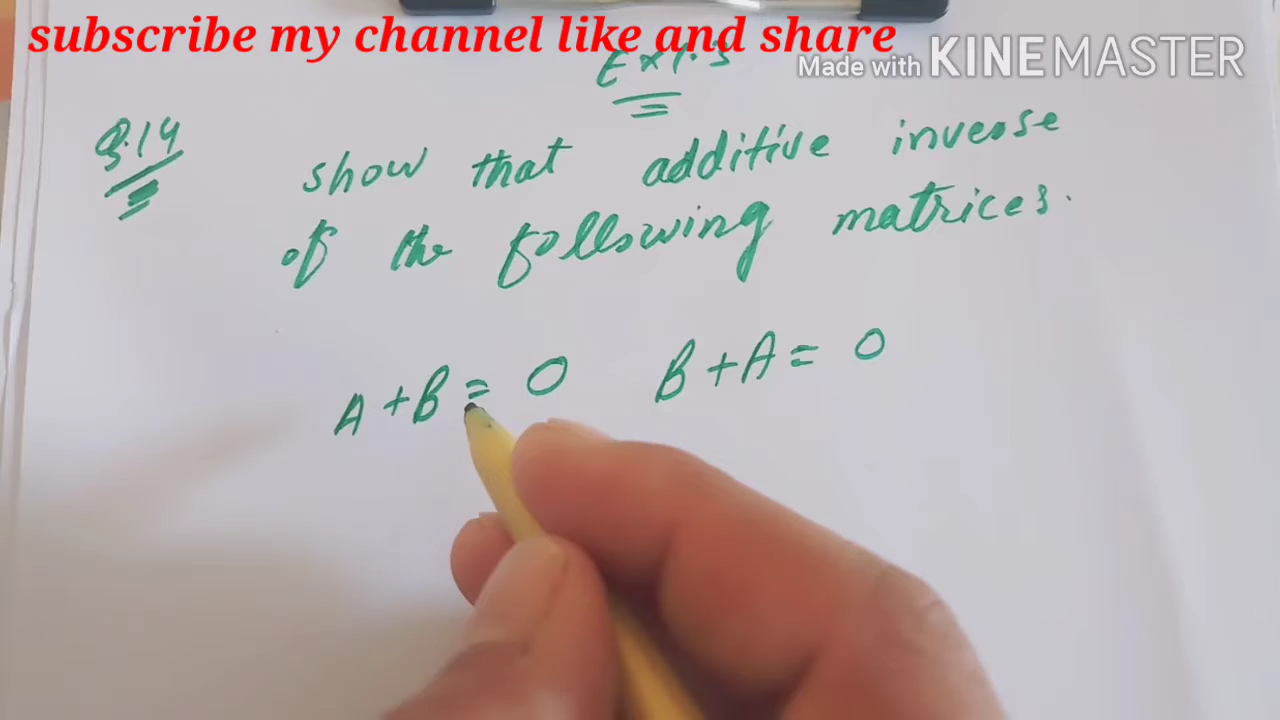 subscribe my channel like and share
Made with KINEMASTER
Ex 1.3
Q.14 show that additive inverse
of the following matrices.
A + B = 0 B + A = 0